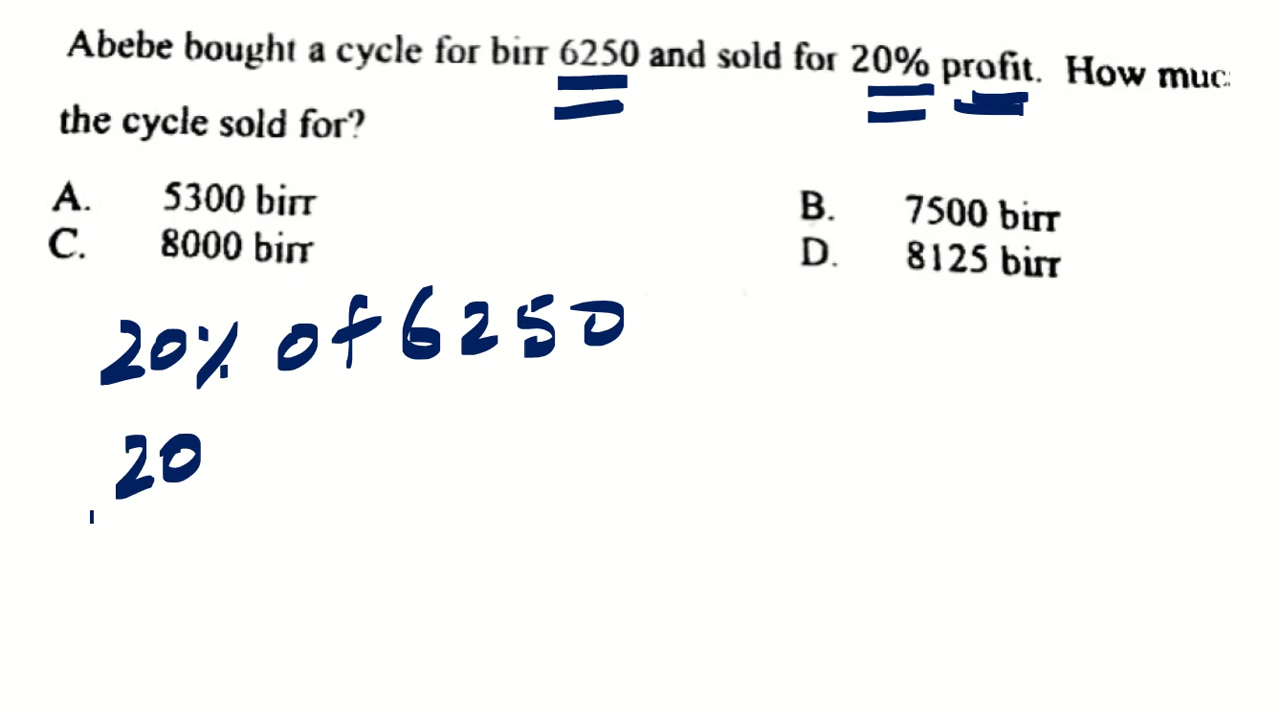 Abebe bought a cycle for birr 6250 and sold for 20% profit. How muc
the cycle sold for?
A. 5300 birr B. 7500 birr
C. 8000 birr D. 8125 birr
20% of 6250
20